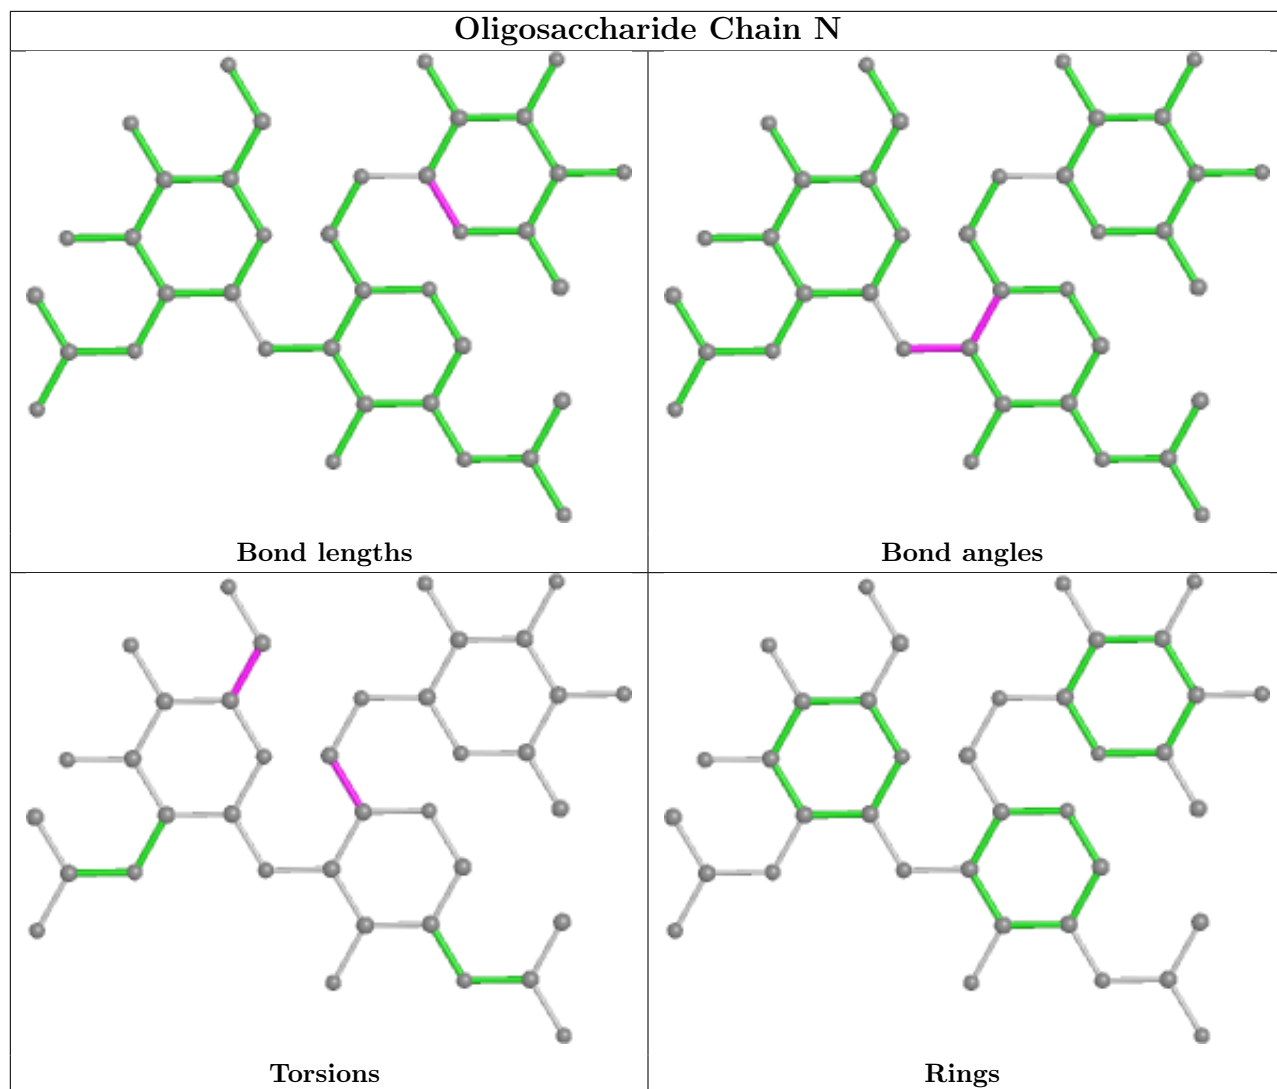 Oligosaccharide Chain N
Bond lengths
Bond angles
Torsions
Rings